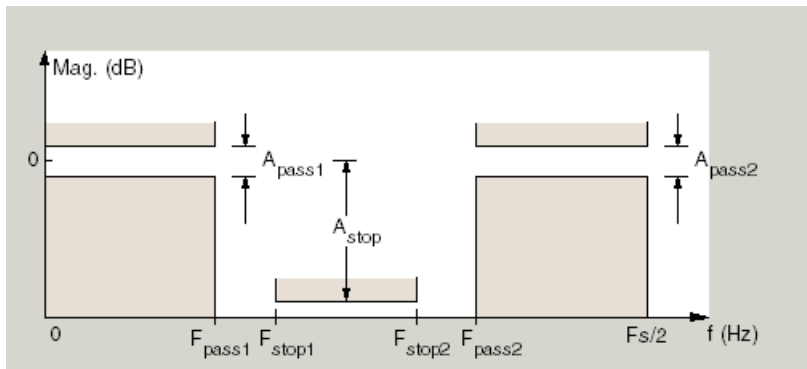 Mag. (dB)
0
Apass1
Apass2
Astop
0
Fpass1
Fstop1
Fstop2
Fpass2
Fs/2
f (Hz)